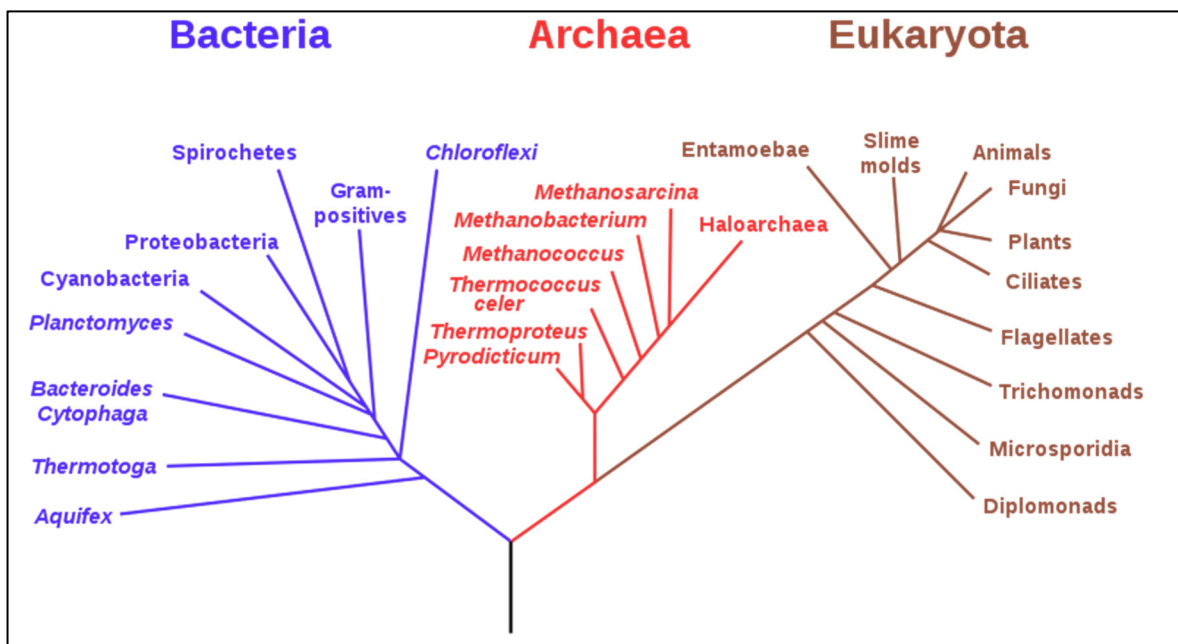 Bacteria
Archaea
Eukaryota
Spirochetes
Chloroflexi
Gram-
positives
Proteobacteria
Cyanobacteria
Planctomyces
Bacteroides
Cytophaga
Thermotoga
Aquifex
Methanosarcina
Methanobacterium
Haloarchaea
Methanococcus
Thermococcus
celer
Thermoproteus
Pyrodicticum
Entamoebae
Slime
molds
Animals
Fungi
Plants
Ciliates
Flagellates
Trichomonads
Microsporidia
Diplomonads